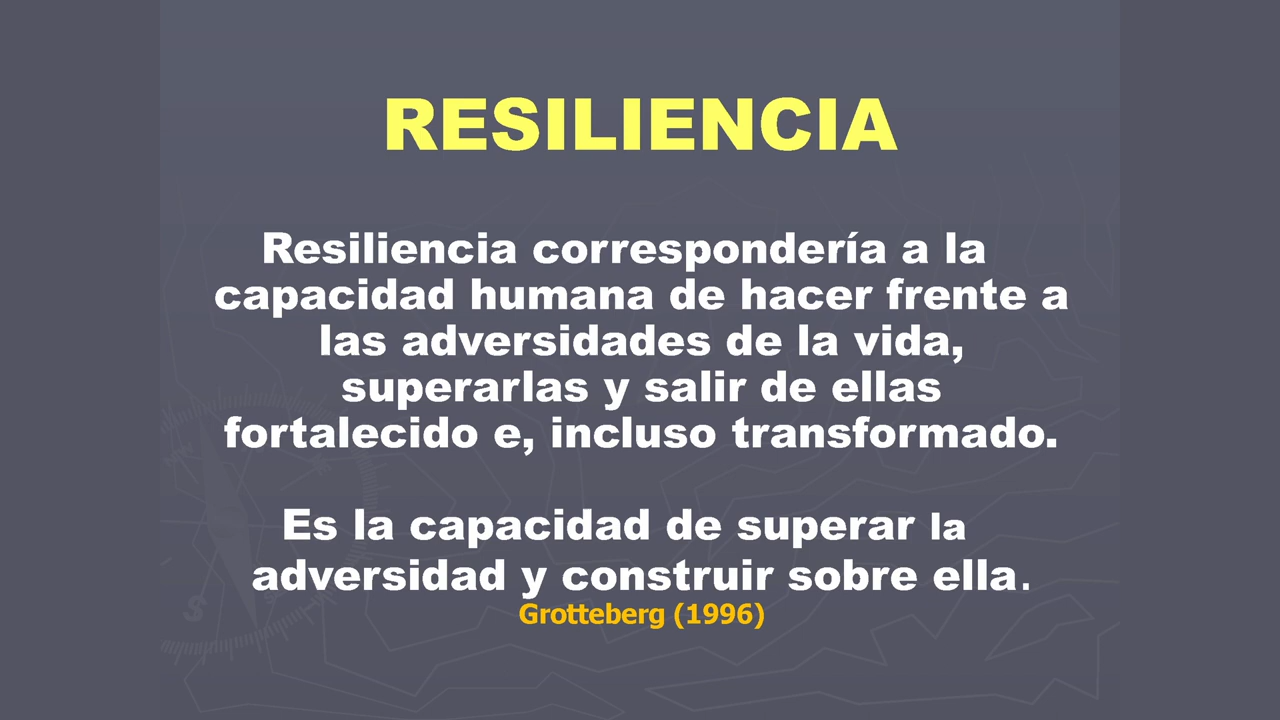 RESILIENCIA
Resiliencia correspondería a la
capacidad humana de hacer frente a
las adversidades de la vida,
superarlas y salir de ellas
fortalecido e, incluso transformado.
Es la capacidad de superar la
adversidad y construir sobre ella.
Grotteberg (1996)
S